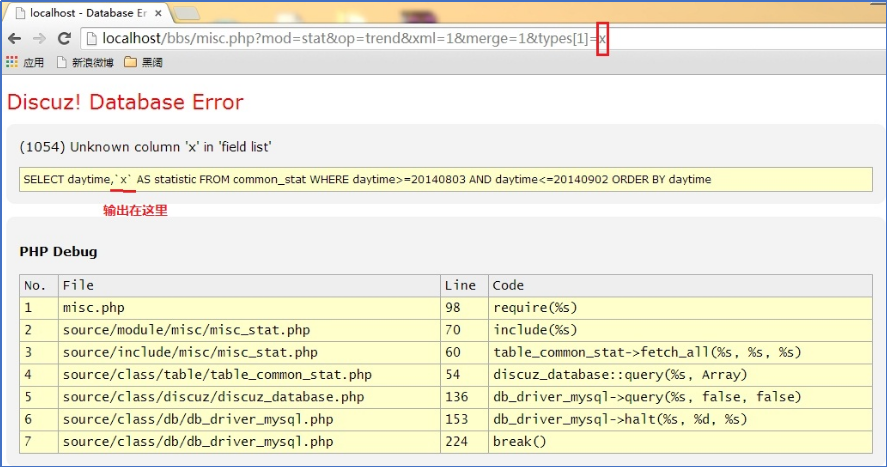 localhost - Database Er
localhost/bbs/misc.php?mod=stat&op=trend&xml=1&merge=1&types[1]=x
应用 新浪微博 黑阔
Discuz! Database Error
(1054) Unknown column 'x' in 'field list'
SELECT daytime,`x` AS statistic FROM common_stat WHERE daytime>=20140803 AND daytime<=20140902 ORDER BY daytime
输出在这里
PHP Debug
No. File Line Code
1 misc.php 98 require(%s)
2 source/module/misc/misc_stat.php 70 include(%s)
3 source/include/misc/misc_stat.php 60 table_common_stat->fetch_all(%s, %s, %s)
4 source/class/table/table_common_stat.php 54 discuz_database::query(%s, Array)
5 source/class/discuz/discuz_database.php 136 db_driver_mysql->query(%s, false, false)
6 source/class/db/db_driver_mysql.php 153 db_driver_mysql->halt(%s, %d, %s)
7 source/class/db/db_driver_mysql.php 224 break()